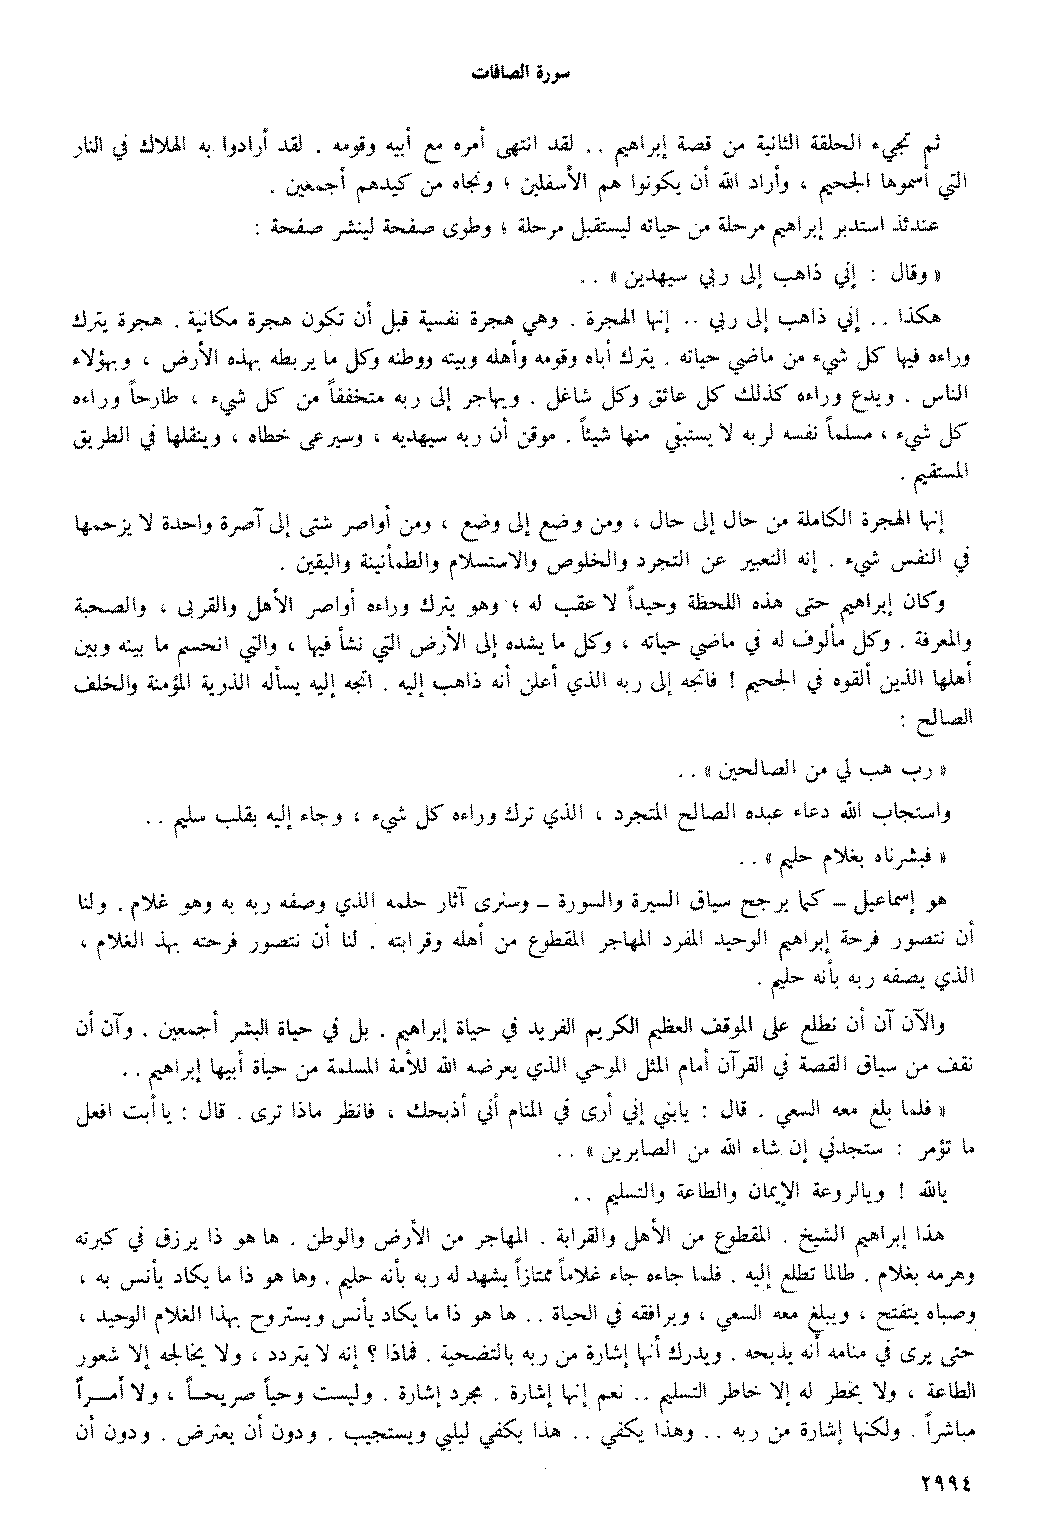 سورة الصافات
ثم تجيء الحلقة الثانية من قصة إبراهيم .. لقد انتهى أمره مع أبيه وقومه . لقد أرادوا به الهلاك في النار
التي أسموها الجحيم ، وأراد الله أن يكونوا هم الأسفلين ؛ ونجاه من كيدهم أجمعين .
عندئذ استدبر إبراهيم مرحلة من حياته ليستقبل مرحلة ؛ وطوى صفحة لينشر صفحة :
« وقال : إني ذاهب إلى ربي سيهدين » ..
هكذا .. إني ذاهب إلى ربي .. إنها الهجرة . وهي هجرة نفسية قبل أن تكون هجرة مكانية . هجرة يترك
وراءه فيها كل شيء من ماضي حياته . يترك أباه وقومه وأهله وبيته ووطنه وكل ما يربطه بهذه الأرض ، وبهؤلاء
الناس . ويدع وراءه كذلك كل عائق وكل شاغل . ويهاجر إلى ربه متخففاً من كل شيء ، طارحاً وراءه
كل شيء ، مسلماً نفسه لربه لا يستبقي منها شيئاً . موقن أن ربه سيهديه ، وسيرعى خطاه ، وينقلها في الطريق
المستقيم .
إنها الهجرة الكاملة من حال إلى حال ، ومن وضع إلى وضع ، ومن أواصر شتى إلى آصرة واحدة لا يزحمها
في النفس شيء . إنه التعبير عن التجرد والخلوص والاستسلام والطمأنينة واليقين .
وكان إبراهيم حتى هذه اللحظة وحيداً لا عقب له ؛ وهو يترك وراءه أواصر الأهل والقربى ، والصحبة
والمعرفة . وكل مألوف له في ماضي حياته ، وكل ما يشده إلى الأرض التي نشأ فيها ، والتي انحسم ما بينه وبين
أهلها الذين ألقوه في الجحيم ! فاتجه إلى ربه الذي أعلن أنه ذاهب إليه . اتجه إليه يسأله الذرية المؤمنة والخلف
الصالح :
« رب هب لي من الصالحين » ..
واستجاب الله دعاء عبده الصالح المتجرد ، الذي ترك وراءه كل شيء ، وجاء إليه بقلب سليم ..
« فبشرناه بغلام حليم » ..
هو إسماعيل – كما يرجح سياق السيرة والسورة – وسنرى آثار حلمه الذي وصفه ربه به وهو غلام . ولنا
أن نتصور فرحة إبراهيم الوحيد المفرد المهاجر المقطوع من أهله وقرابته . لنا أن نتصور فرحته بهذ الغلام ،
الذي يصفه ربه بأنه حليم .
والآن آن أن نطلع على الموقف العظيم الكريم الفريد في حياة إبراهيم . بل في حياة البشر أجمعين . وآن أن
نقف من سياق القصة في القرآن أمام المثل الموحي الذي يعرضه الله للأمة المسلمة من حياة أبيها إبراهيم ..
« فلما بلغ معه السعي . قال : يابني إني أرى في المنام أني أذبحك ، فانظر ماذا ترى . قال : يا أبت افعل
ما تؤمر : ستجدني إن شاء الله من الصابرين » ..
يالله ! ويالروعة الإيمان والطاعة والتسليم ..
هذا إبراهيم الشيخ . المقطوع من الأهل والقرابة . المهاجر من الأرض والوطن . ها هو ذا يرزق في كبرته
وهرمه بغلام . طالما تطلع إليه . فلما جاءه جاء غلاماً ممتازاً يشهد له ربه بأنه حليم . وها هو ذا ما يكاد يأنس به ،
وصباه يتفتح ، ويبلغ معه السعي ، ويرافقه في الحياة .. ها هو ذا ما يكاد يأنس ويستروح بهذا الغلام الوحيد ،
حتى يرى في منامه أنه يذبحه . ويدرك أنها إشارة من ربه بالتضحية . فماذا ؟ إنه لا يتردد ، ولا يخالجه إلا شعور
الطاعة ، ولا يخطر له إلا خاطر التسليم .. نعم إنها إشارة . مجرد إشارة . وليست وحياً صريحـاً ، ولا أمـراً
مباشراً . ولكنها إشارة من ربه .. وهذا يكفي .. هذا يكفي ليلبي ويستجيب . ودون أن يعترض . ودون أن
٢٩٩٤